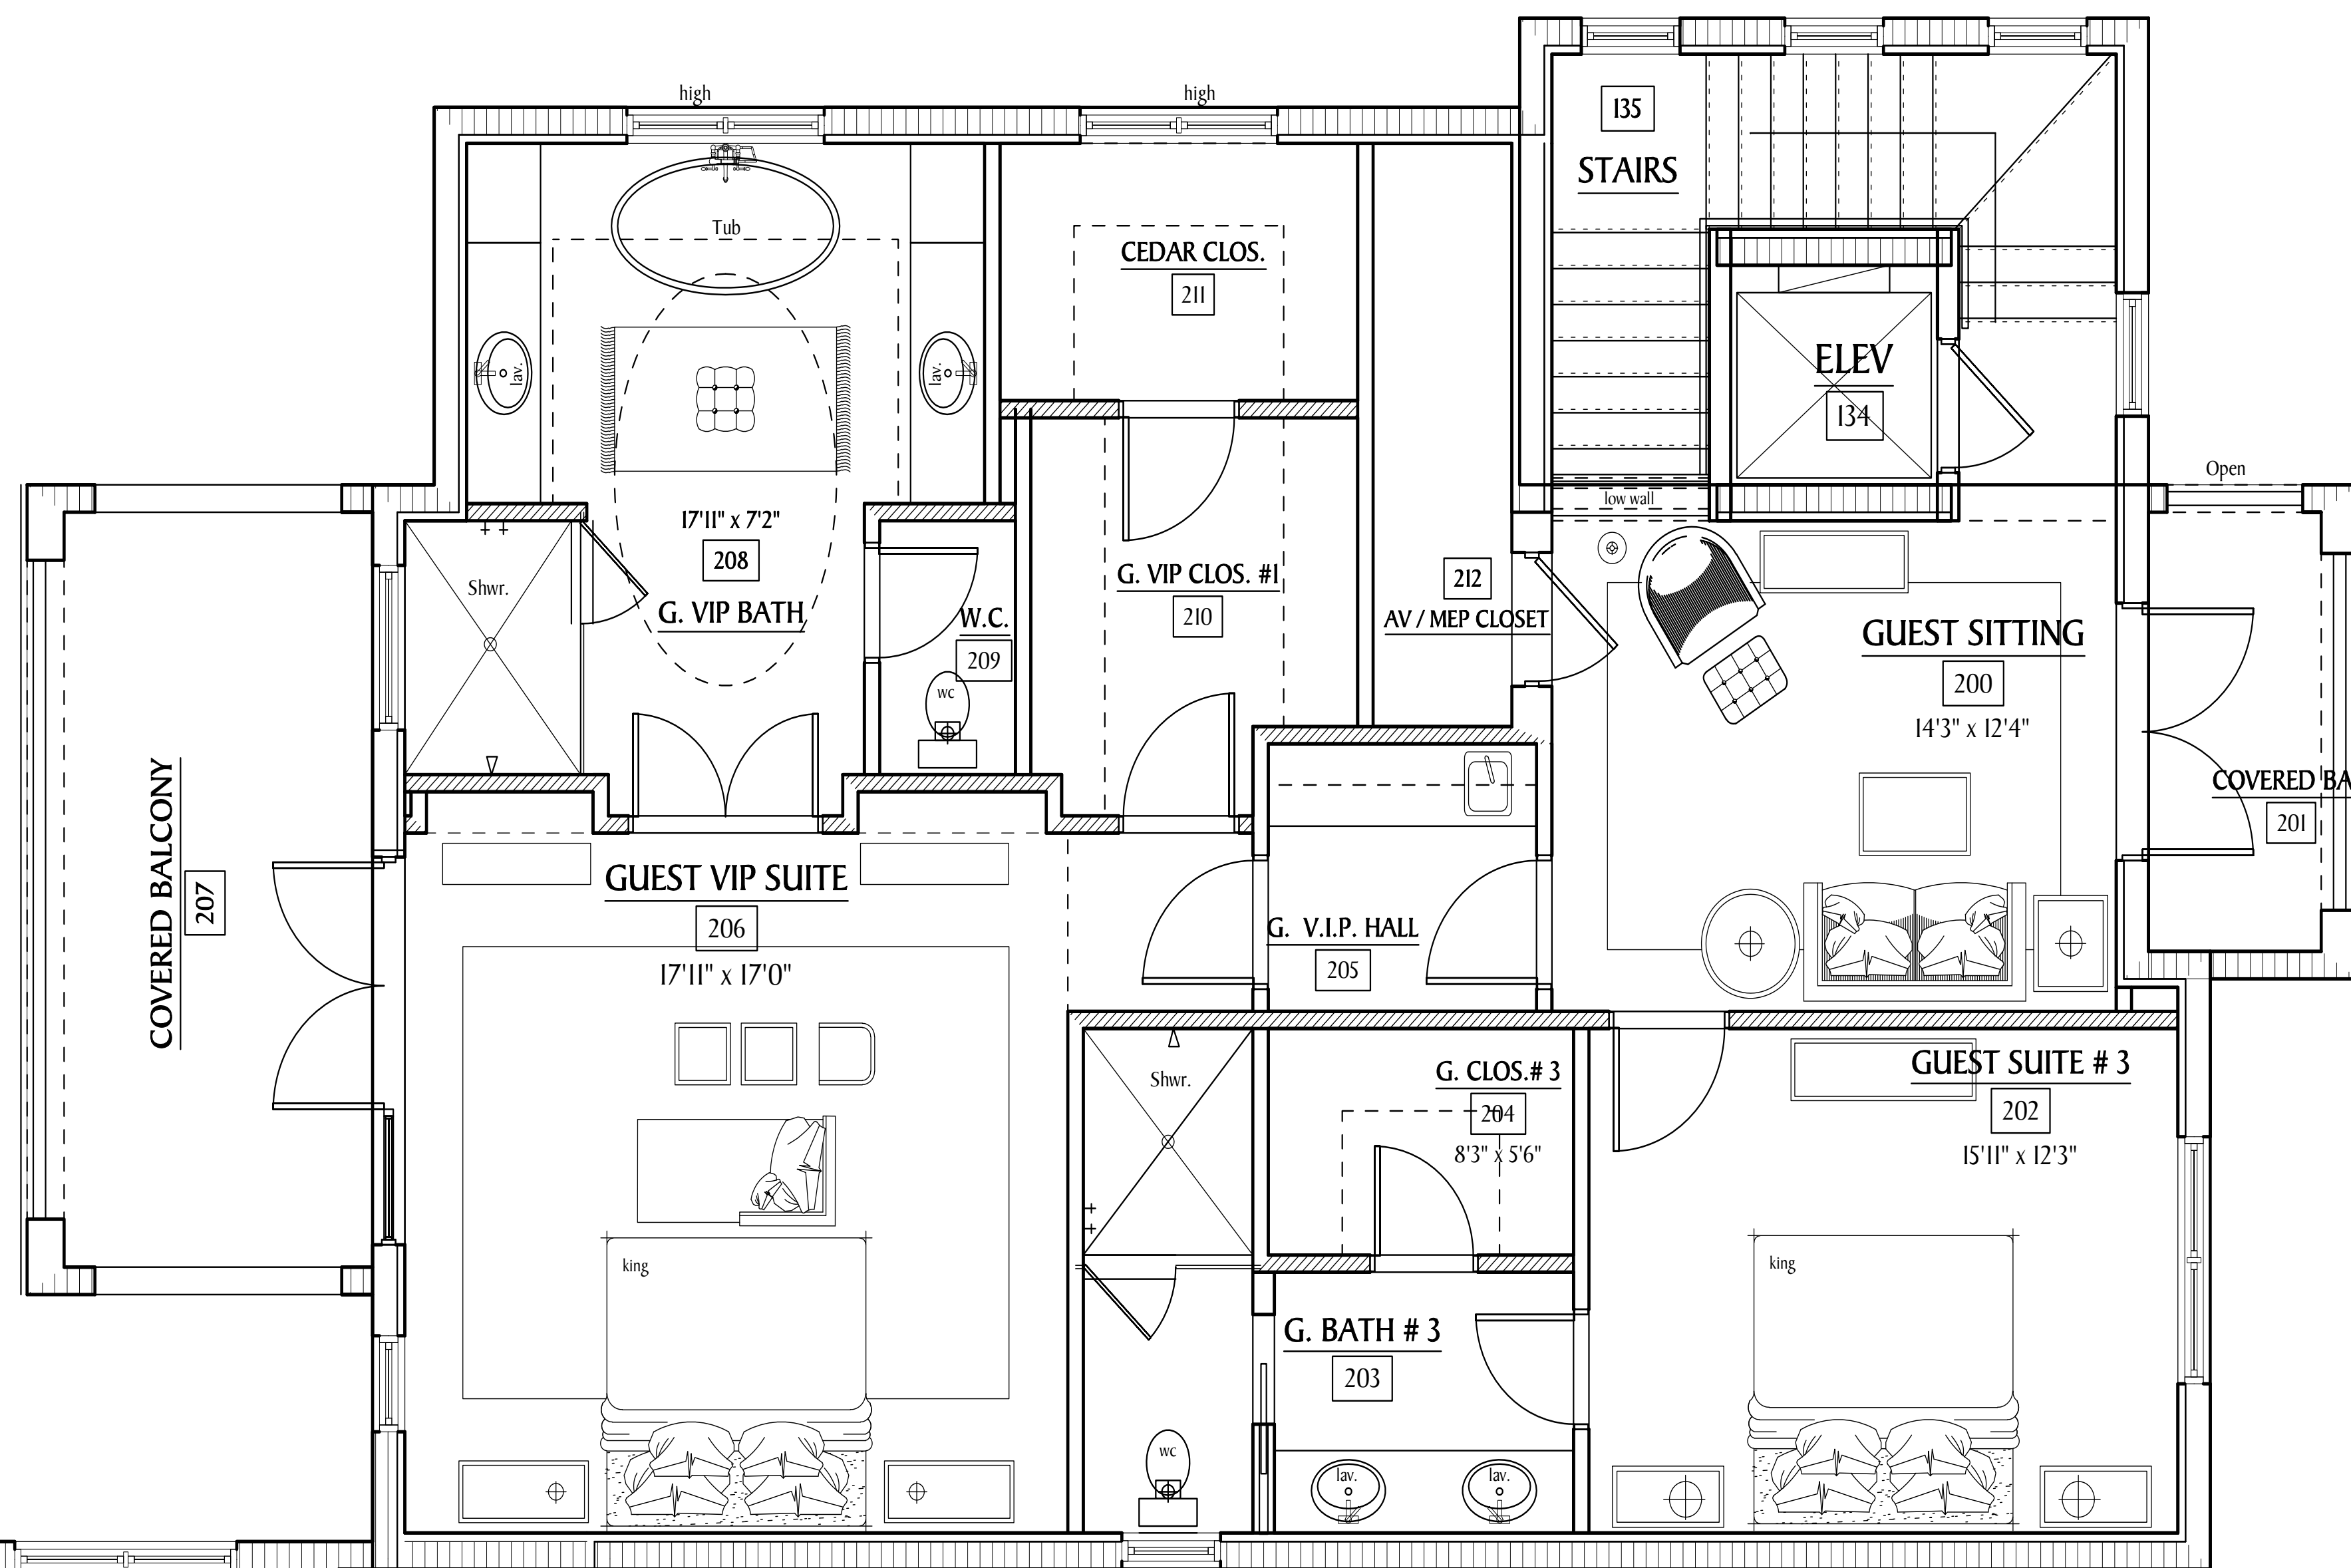 high
high
135
STAIRS
Tub
CEDAR CLOS.
211
lav.
lav.
ELEV
134
Open
low wall
17'11" x 7'2"
208
G. VIP BATH
Shwr.
W.C.
209
wc
G. VIP CLOS. #1
210
212
AV / MEP CLOSET
GUEST SITTING
200
14'3" x 12'4"
COVERED BA
201
COVERED BALCONY
207
GUEST VIP SUITE
206
17'11" x 17'0"
G. V.I.P. HALL
205
Shwr.
G. CLOS.# 3
204
8'3" x 5'6"
GUEST SUITE # 3
202
15'11" x 12'3"
king
king
G. BATH # 3
203
wc
lav.
lav.